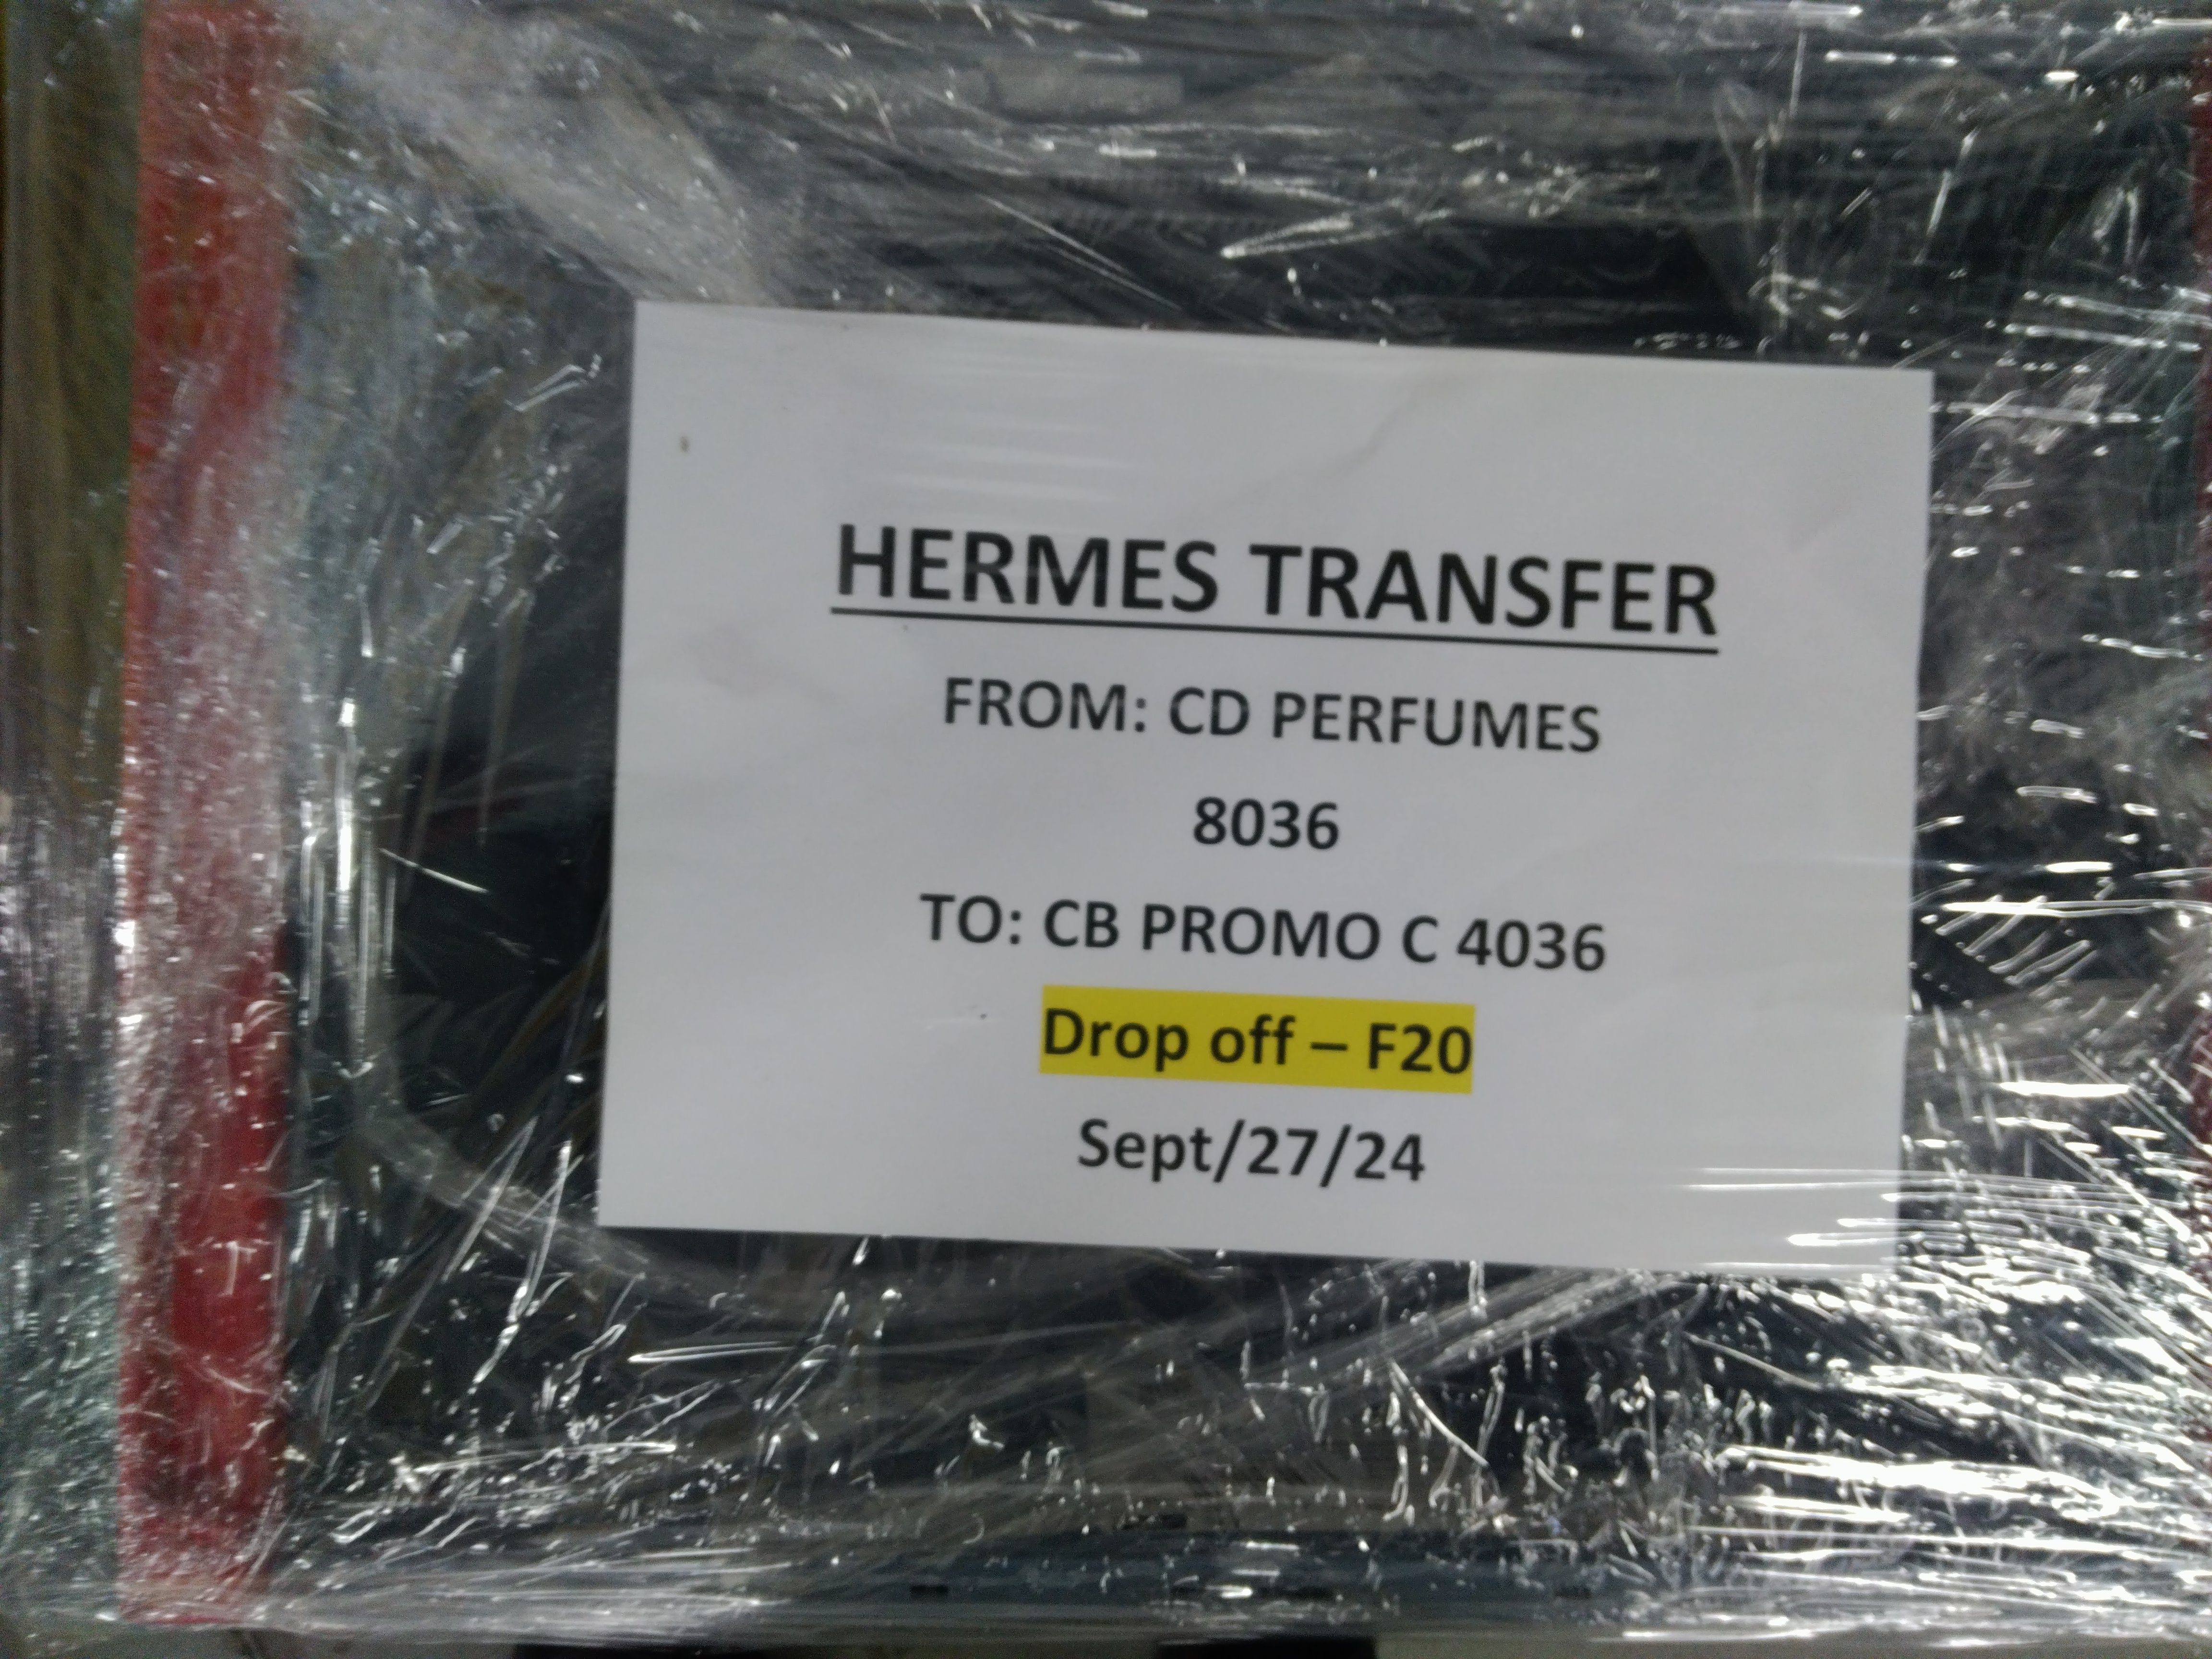 HERMES TRANSFER
FROM: CD PERFUMES
8036
TO: CB PROMO C 4036
Drop off – F20
Sept/27/24